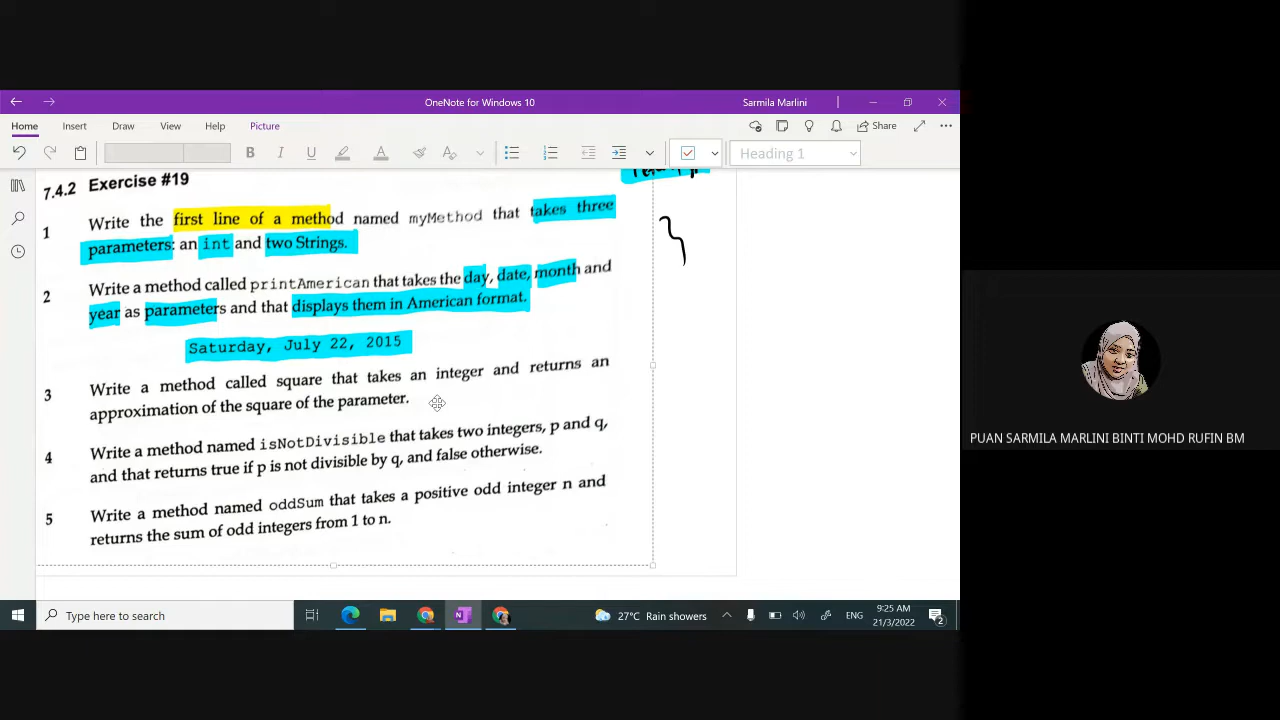 OneNote for Windows 10
Sarmila Marlini
Home Insert Draw View Help Picture
Share
B I U
Heading 1
7.4.2 Exercise #19
1 Write the first line of a method named myMethod that takes three
parameters: an int and two Strings.
2 Write a method called printAmerican that takes the day, date, month and
year as parameters and that displays them in American format.
Saturday, July 22, 2015
3 Write a method called square that takes an integer and returns an
approximation of the square of the parameter.
4 Write a method named isNotDivisible that takes two integers, p and q,
and that returns true if p is not divisible by q, and false otherwise.
5 Write a method named oddSum that takes a positive odd integer n and
returns the sum of odd integers from 1 to n.
PUAN SARMILA MARLINI BINTI MOHD RUFIN BM
Type here to search
27°C Rain showers
ENG
9:25 AM
21/3/2022
2